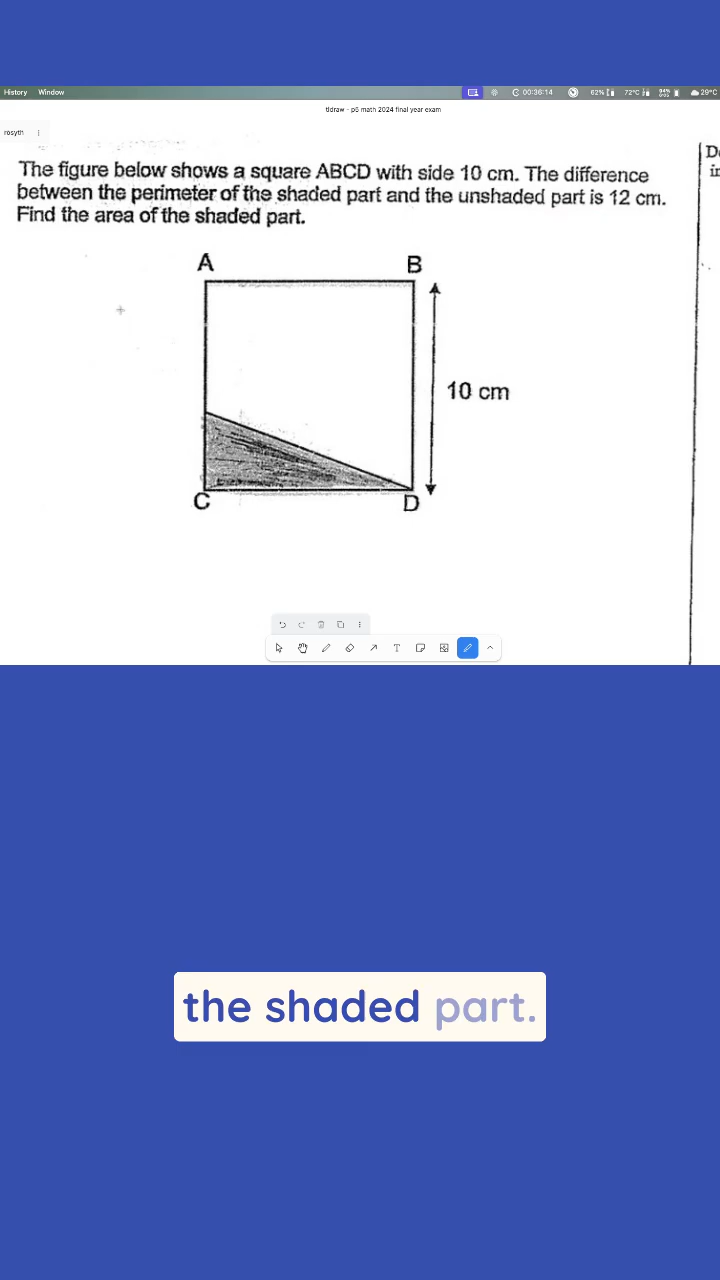 History Window
00:36:14 62% 72°C 94% 29°C
tldraw - p5 math 2024 final year exam
rosyth
The figure below shows a square ABCD with side 10 cm. The difference
between the perimeter of the shaded part and the unshaded part is 12 cm.
Find the area of the shaded part.
A B
10 cm
C D
the shaded part.